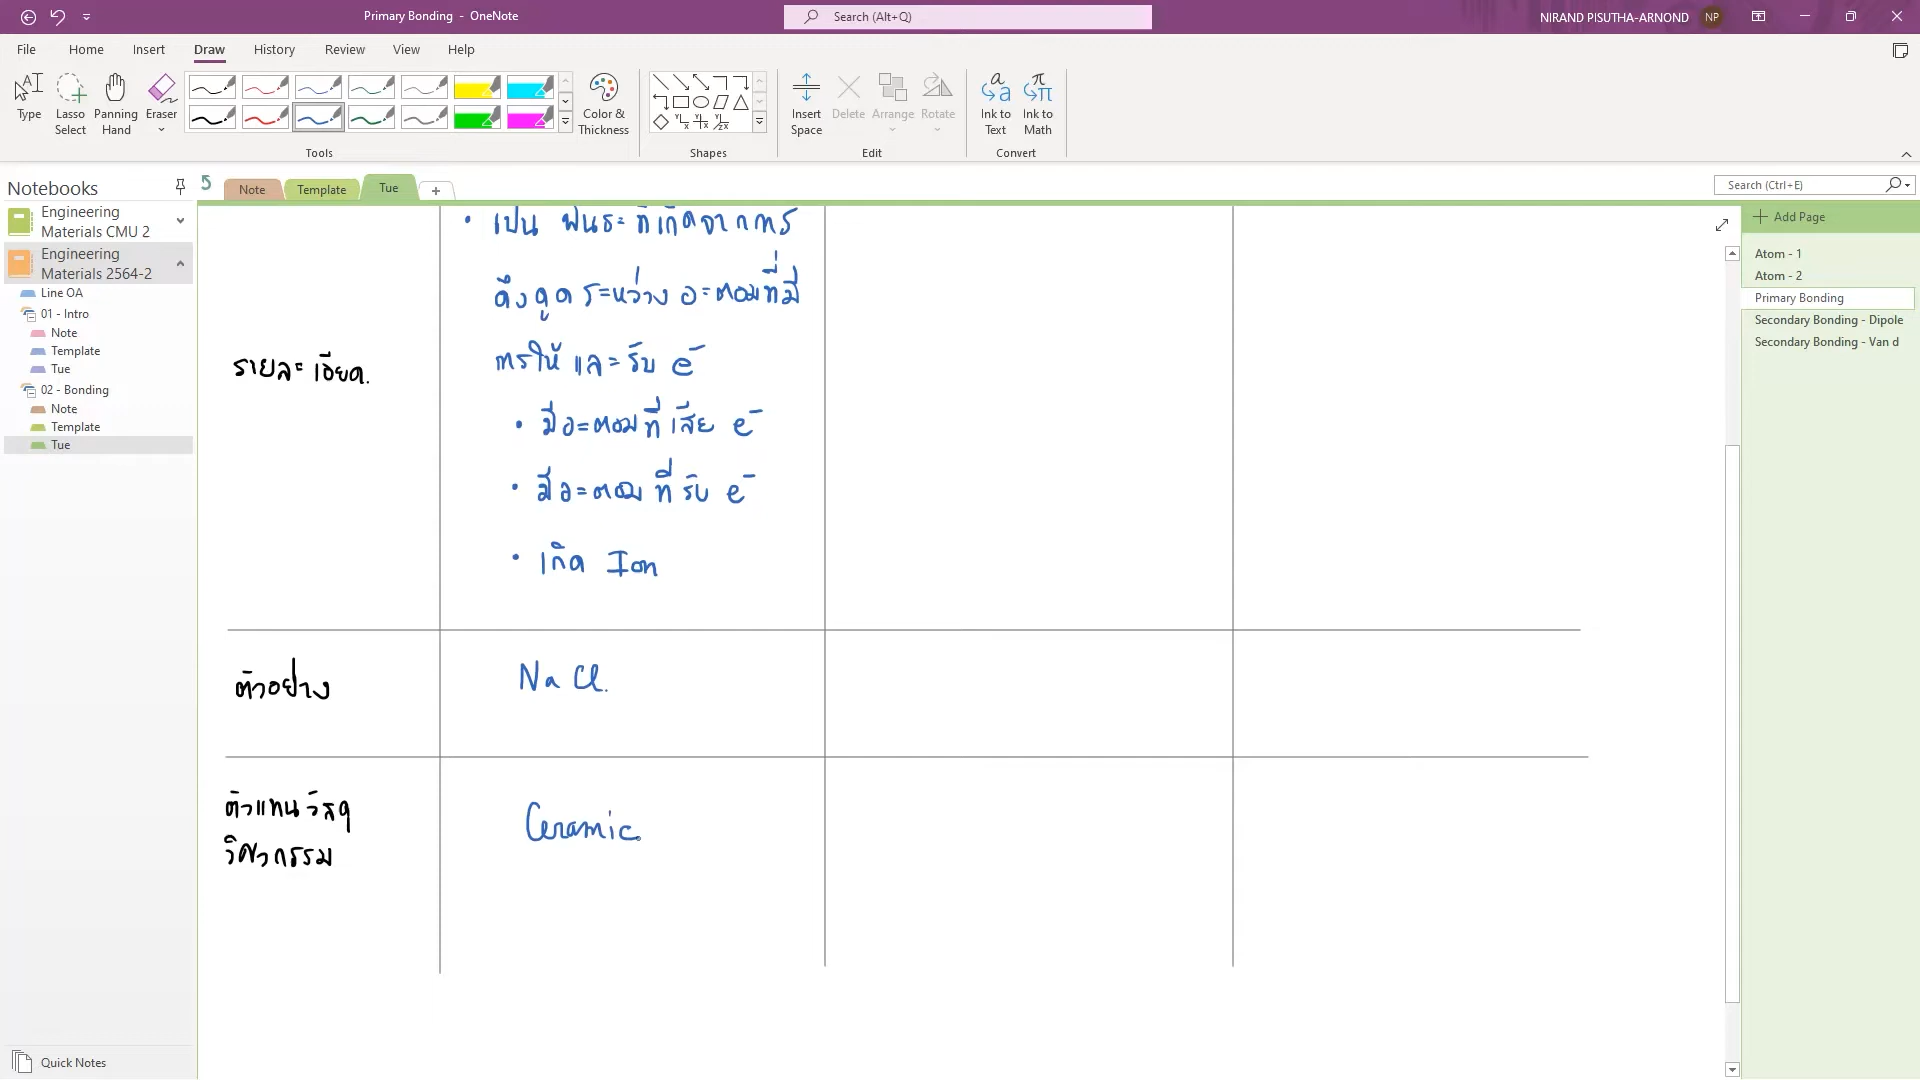 Primary Bonding - OneNote
Search (Alt+Q)
NIRAND PISUTHA-ARNOND
NP
File
Home
Insert
Draw
History
Review
View
Help
Type
Lasso Select
Panning Hand
Eraser
Color & Thickness
Insert Space
Delete
Arrange
Rotate
Ink to Text
Ink to Math
Tools
Shapes
Edit
Convert
Notebooks
Engineering
Materials CMU 2
Engineering
Materials 2564-2
Line OA
01 - Intro
Note
Template
Tue
02 - Bonding
Note
Template
Tue
Quick Notes
Note
Template
Tue
Search (Ctrl+E)
Add Page
Atom - 1
Atom - 2
Primary Bonding
Secondary Bonding - Dipole
Secondary Bonding - Van d
• เป็น พันธะที่เกิดจากการ
ดึงดูดระหว่าง อะตอมที่มี
การให้ และรับ e⁻
รายละเอียด.
• มีอะตอมที่เสีย e⁻
• มีอะตอมที่รับ e⁻
• เกิด Ion
ตัวอย่าง
NaCl.
ตัวแทนวัสดุ
วิศวกรรม
Ceramic